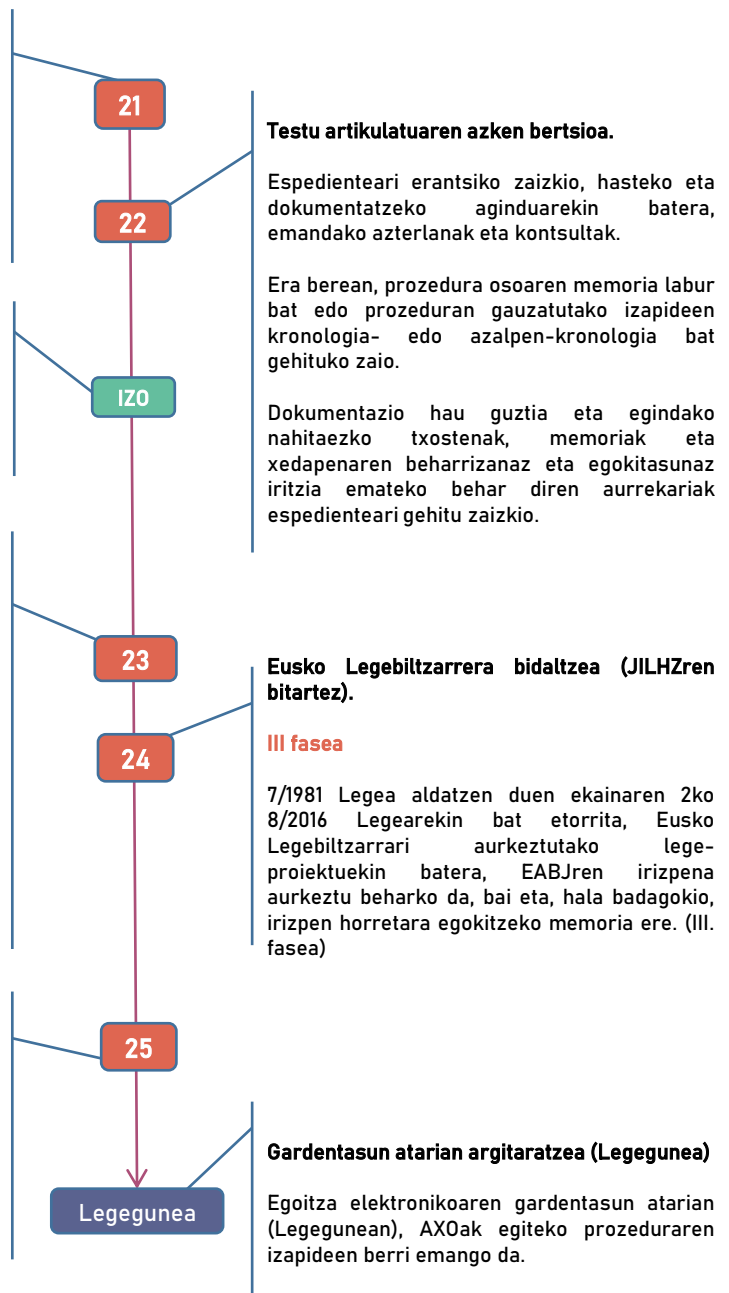 21
22
Testu artikulatuaren azken bertsioa.
Espedienteari erantsiko zaizkio, hasteko eta
dokumentatzeko aginduarekin batera,
emandako azterlanak eta kontsultak.
Era berean, prozedura osoaren memoria labur
bat edo prozeduran gauzatutako izapideen
kronologia- edo azalpen-kronologia bat
gehituko zaio.
IZO
Dokumentazio hau guztia eta egindako
nahitaezko txostenak, memoriak eta
xedapenaren beharrizanaz eta egokitasunaz
iritzia emateko behar diren aurrekariak
espedienteari gehitu zaizkio.
23
24
Eusko Legebiltzarrera bidaltzea (JILHZren
bitartez).
III fasea
7/1981 Legea aldatzen duen ekainaren 2ko
8/2016 Legearekin bat etorrita, Eusko
Legebiltzarrari aurkeztutako lege-
proiektuekin batera, EABJren irizpena
aurkeztu beharko da, bai eta, hala badagokio,
irizpen horretara egokitzeko memoria ere. (III.
fasea)
25
Legegunea
Gardentasun atarian argitaratzea (Legegunea)
Egoitza elektronikoaren gardentasun atarian
(Legegunean), AXOak egiteko prozeduraren
izapideen berri emango da.